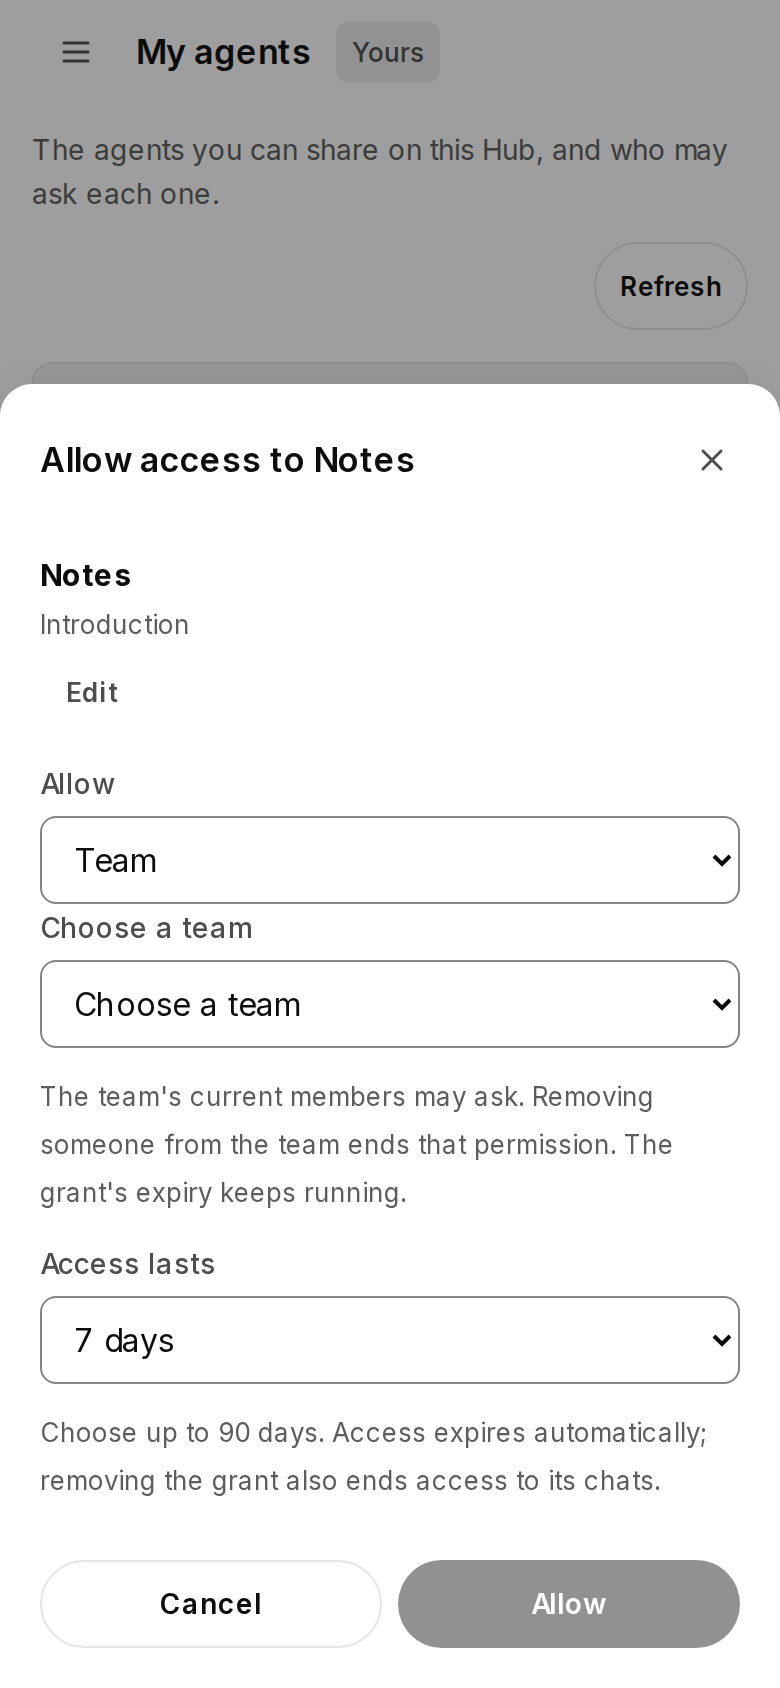 My agents
Yours
The agents you can share on this Hub, and who may
ask each one.
Refresh
Allow access to Notes
Notes
Introduction
Edit
Allow
Team
Choose a team
Choose a team
The team's current members may ask. Removing
someone from the team ends that permission. The
grant's expiry keeps running.
Access lasts
7 days
Choose up to 90 days. Access expires automatically;
removing the grant also ends access to its chats.
Cancel
Allow